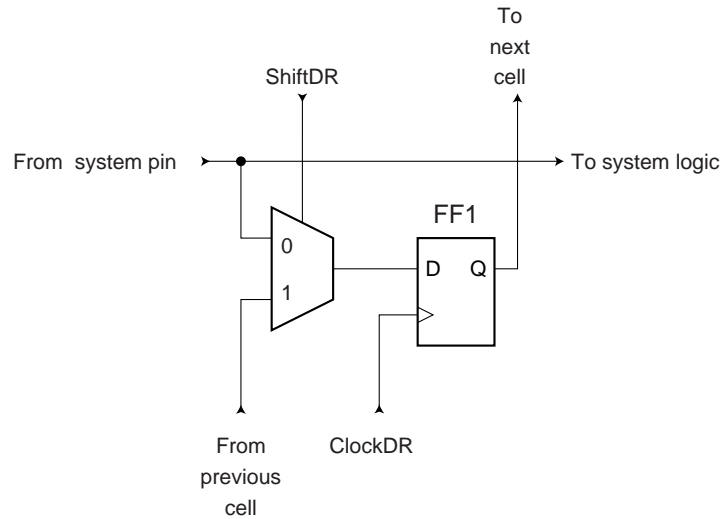 To
next
cell
ShiftDR
From system pin
To system logic
FF1
0
D Q
1
From
previous
cell
ClockDR